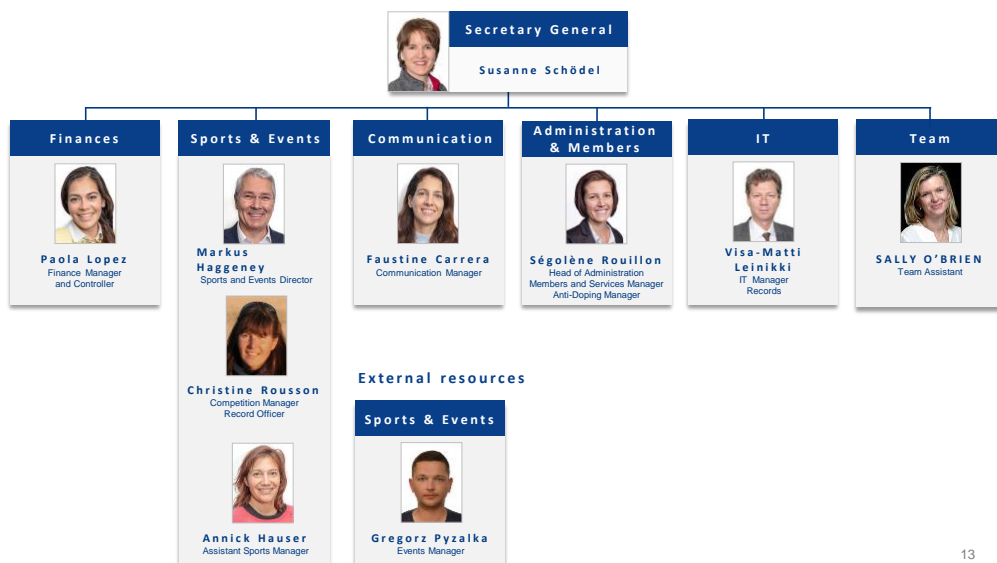 Secretary General
Susanne Schödel
Finances
Paola Lopez
Finance Manager
and Controller
Sports & Events
Markus
Haggeney
Sports and Events Director
Christine Rousson
Competition Manager
Record Officer
Annick Hauser
Assistant Sports Manager
Communication
Faustine Carrera
Communication Manager
Administration
& Members
Ségolène Rouillon
Head of Administration
Members and Services Manager
Anti-Doping Manager
IT
Visa-Matti
Leinikki
IT Manager
Records
Team
SALLY O’BRIEN
Team Assistant
External resources
Sports & Events
Gregorz Pyzalka
Events Manager
13